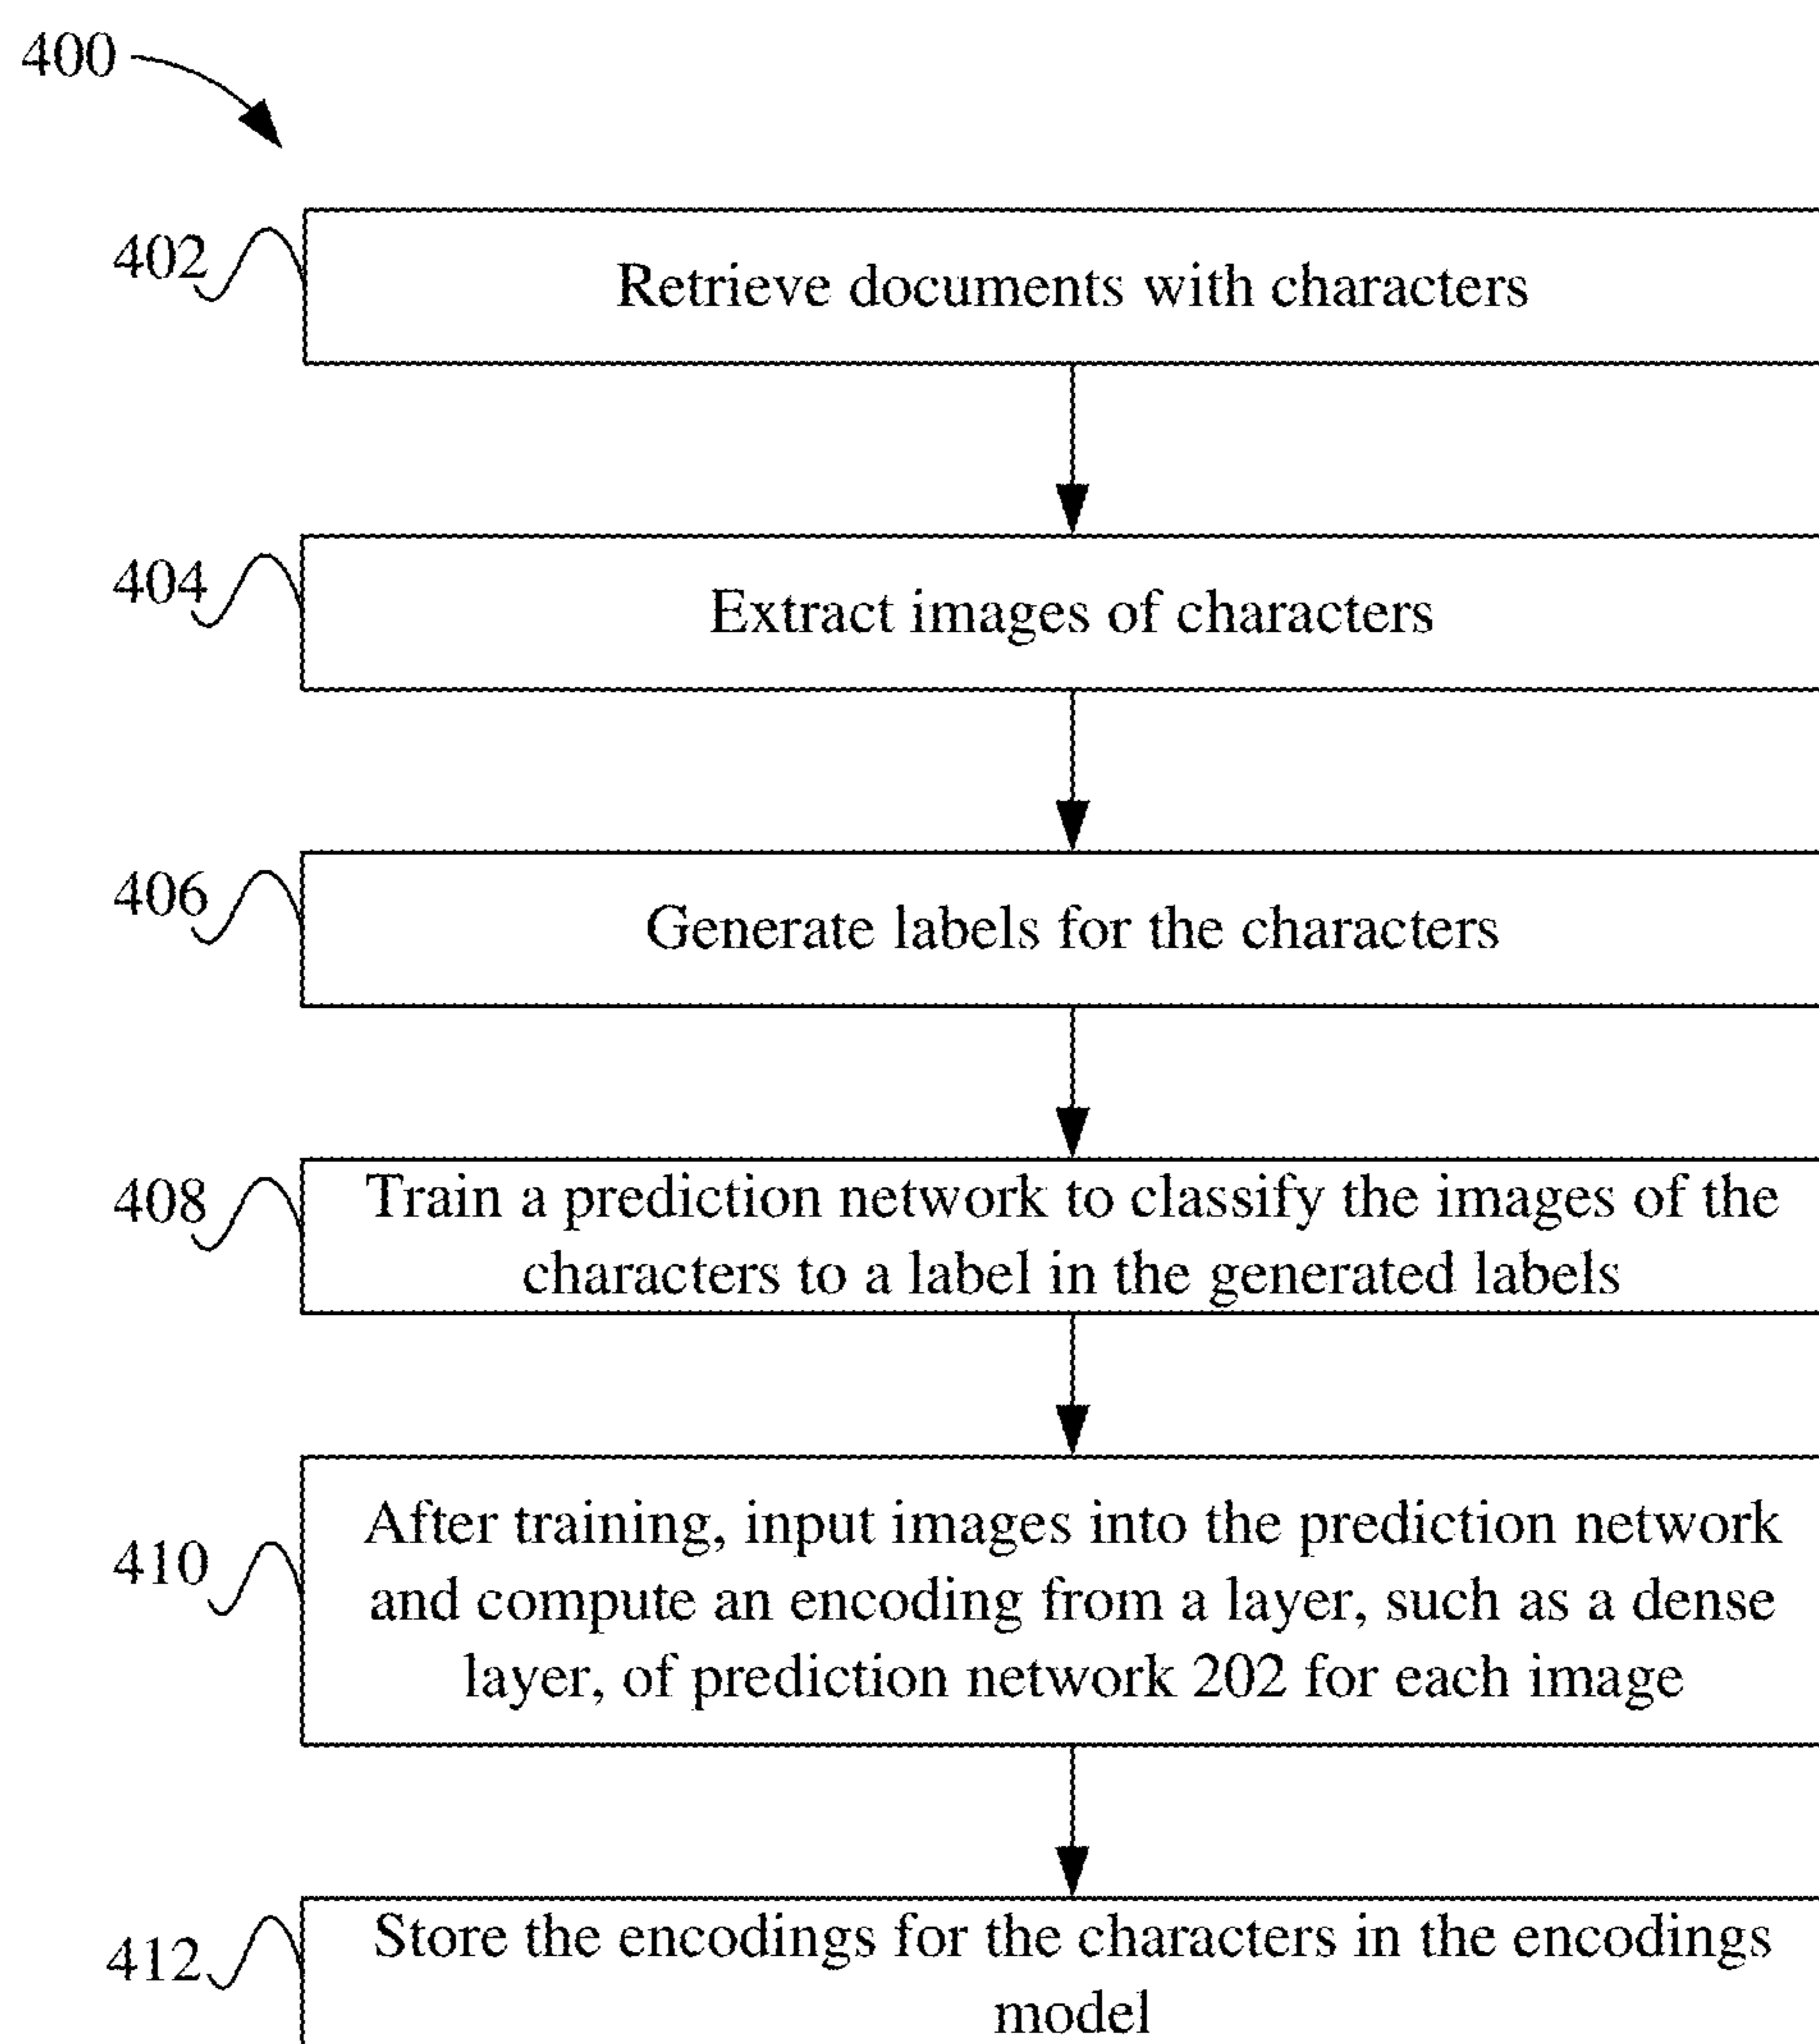 400
402
Retrieve documents with characters
404
Extract images of characters
406
Generate labels for the characters
408
Train a prediction network to classify the images of the
characters to a label in the generated labels
410
After training, input images into the prediction network
and compute an encoding from a layer, such as a dense
layer, of prediction network 202 for each image
412
Store the encodings for the characters in the encodings
model